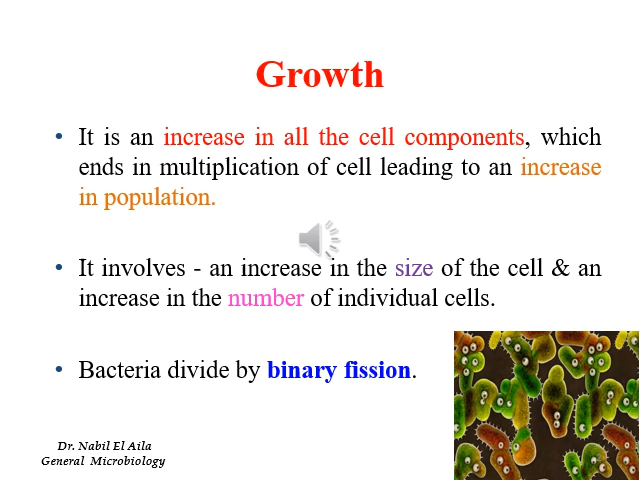 Growth
• It is an increase in all the cell components, which
ends in multiplication of cell leading to an increase
in population.
• It involves - an increase in the size of the cell & an
increase in the number of individual cells.
• Bacteria divide by binary fission.
Dr. Nabil El Aila
General Microbiology